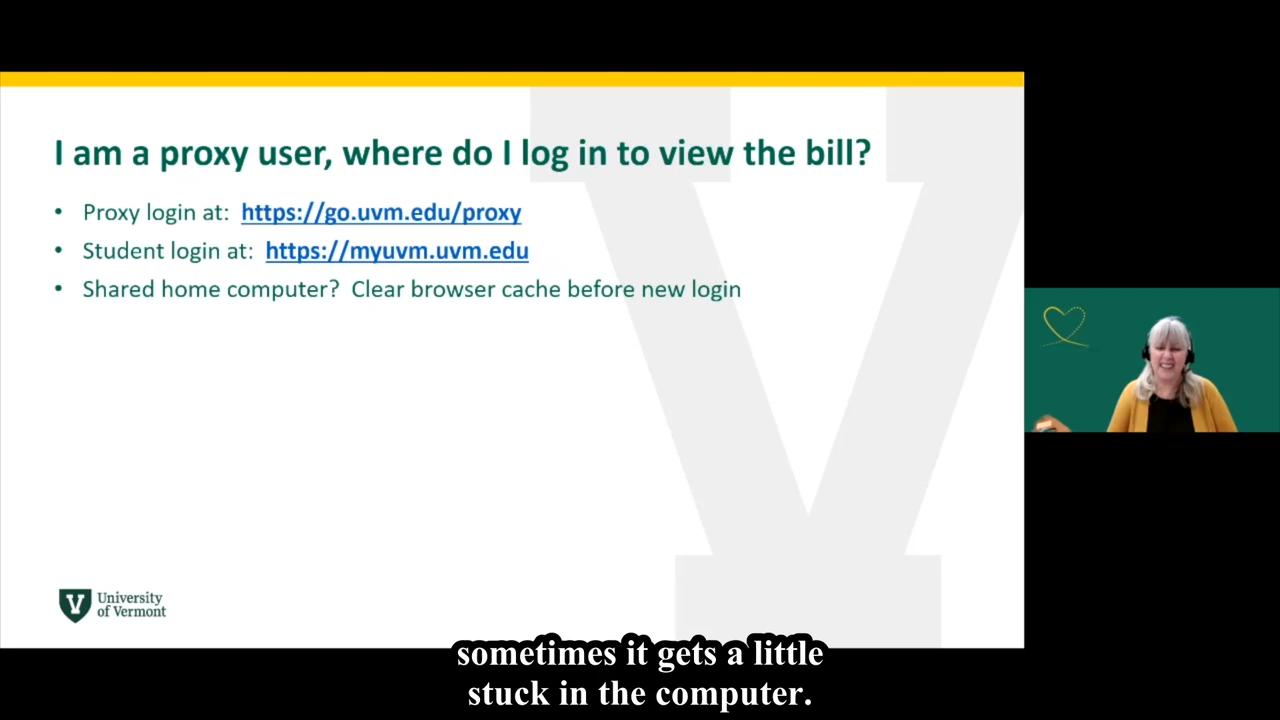 I am a proxy user, where do I log in to view the bill?
• Proxy login at: https://go.uvm.edu/proxy
• Student login at: https://myuvm.uvm.edu
• Shared home computer? Clear browser cache before new login
V University
of Vermont
sometimes it gets a little
stuck in the computer.